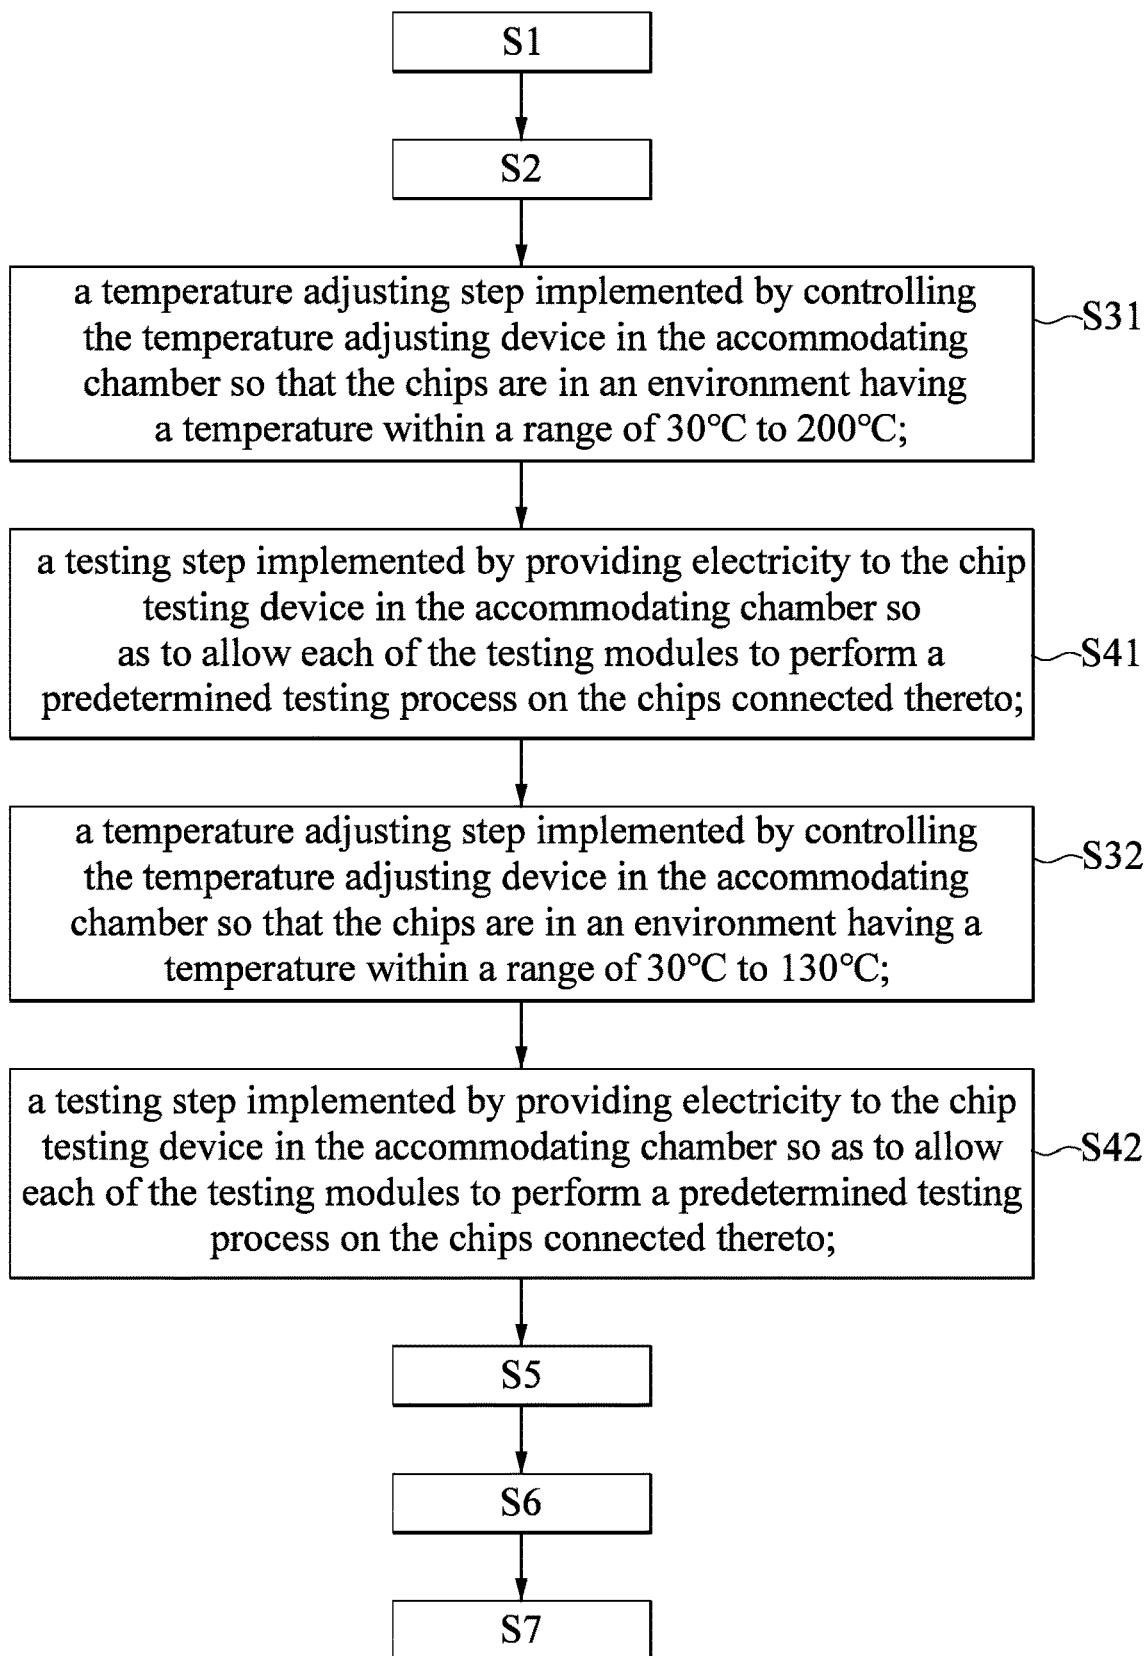 S1
S2
a temperature adjusting step implemented by controlling
the temperature adjusting device in the accommodating
chamber so that the chips are in an environment having
a temperature within a range of 30°C to 200°C;
S31
a testing step implemented by providing electricity to the chip
testing device in the accommodating chamber so
as to allow each of the testing modules to perform a
predetermined testing process on the chips connected thereto;
S41
a temperature adjusting step implemented by controlling
the temperature adjusting device in the accommodating
chamber so that the chips are in an environment having a
temperature within a range of 30°C to 130°C;
S32
a testing step implemented by providing electricity to the chip
testing device in the accommodating chamber so as to allow
each of the testing modules to perform a predetermined testing
process on the chips connected thereto;
S42
S5
S6
S7